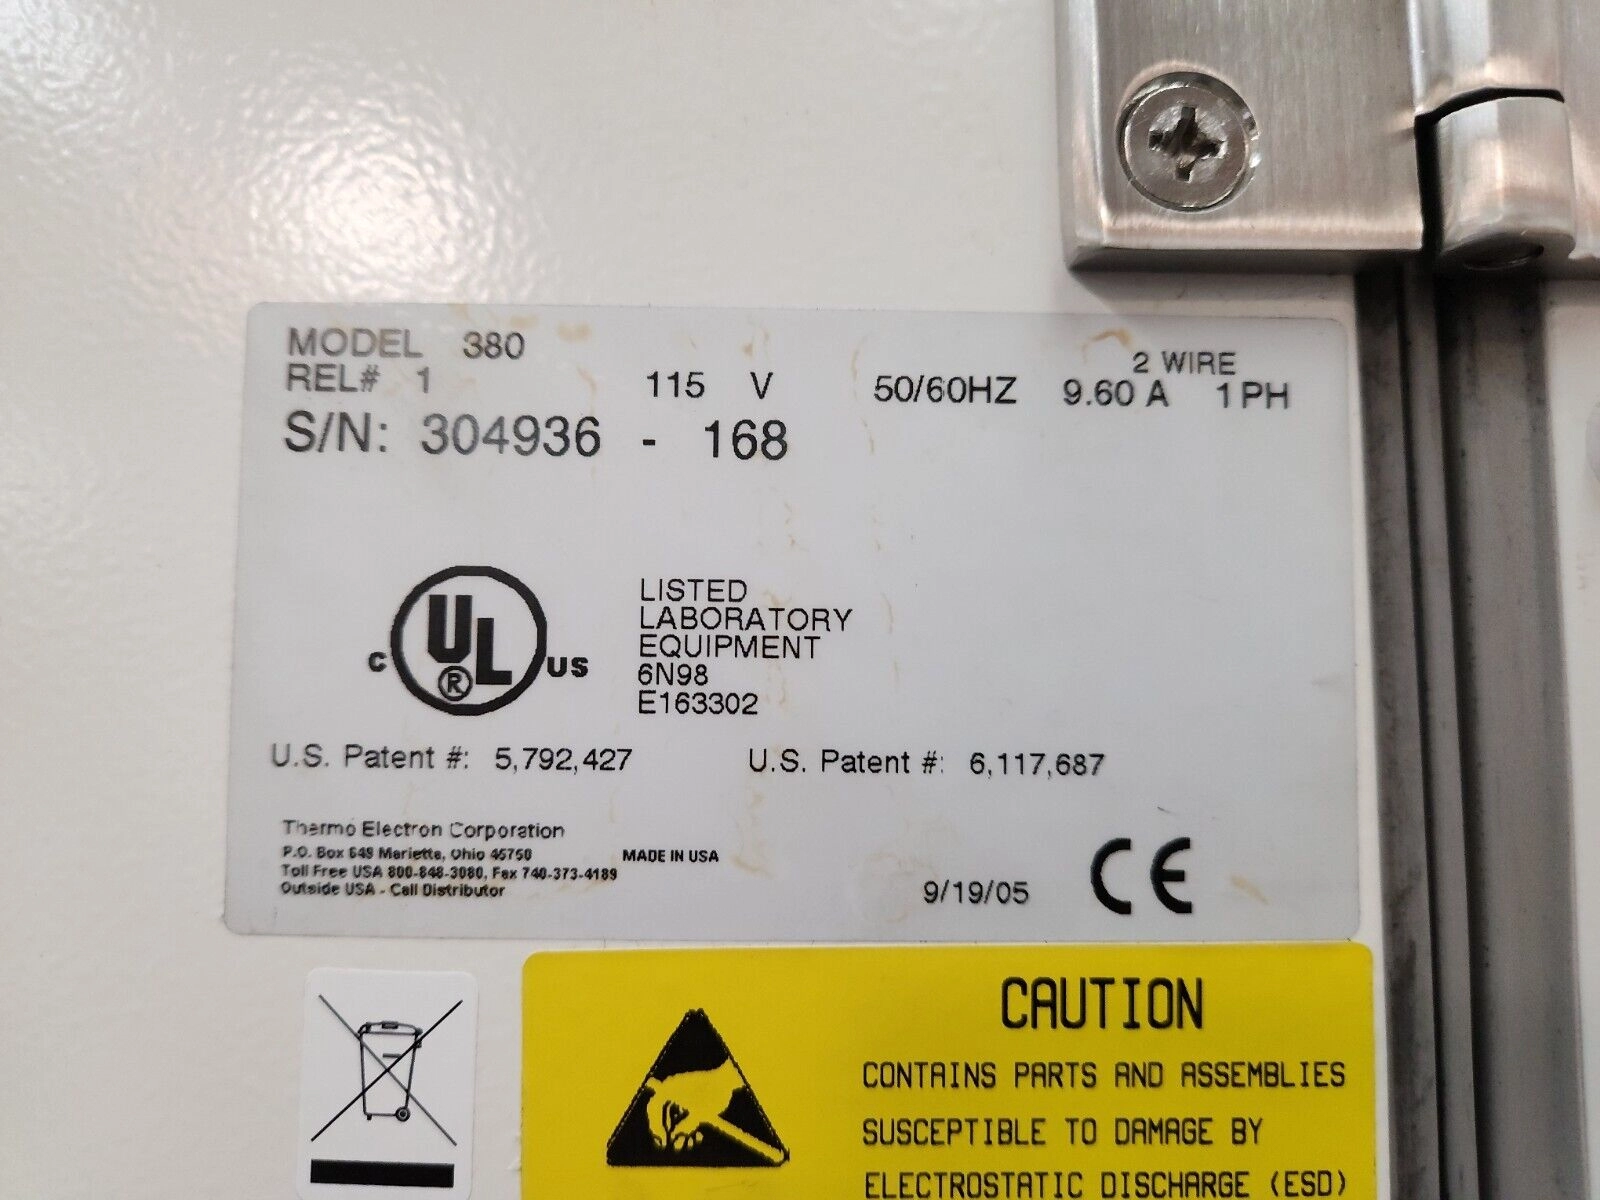 MODEL 380
2 WIRE
REL# 1 115 V 50/60HZ 9.60 A 1 PH
S/N: 304936 - 168
C UL ® US
LISTED
LABORATORY
EQUIPMENT
6N98
E163302
U.S. Patent #: 5,792,427 U.S. Patent #: 6,117,687
Thermo Electron Corporation
P.O. Box 649 Marietta, Ohio 45750 MADE IN USA
Toll Free USA 800-848-3080, Fax 740-373-4189
Outside USA - Call Distributor
9/19/05 CE
CAUTION
CONTAINS PARTS AND ASSEMBLIES
SUSCEPTIBLE TO DAMAGE BY
ELECTROSTATIC DISCHARGE (ESD)